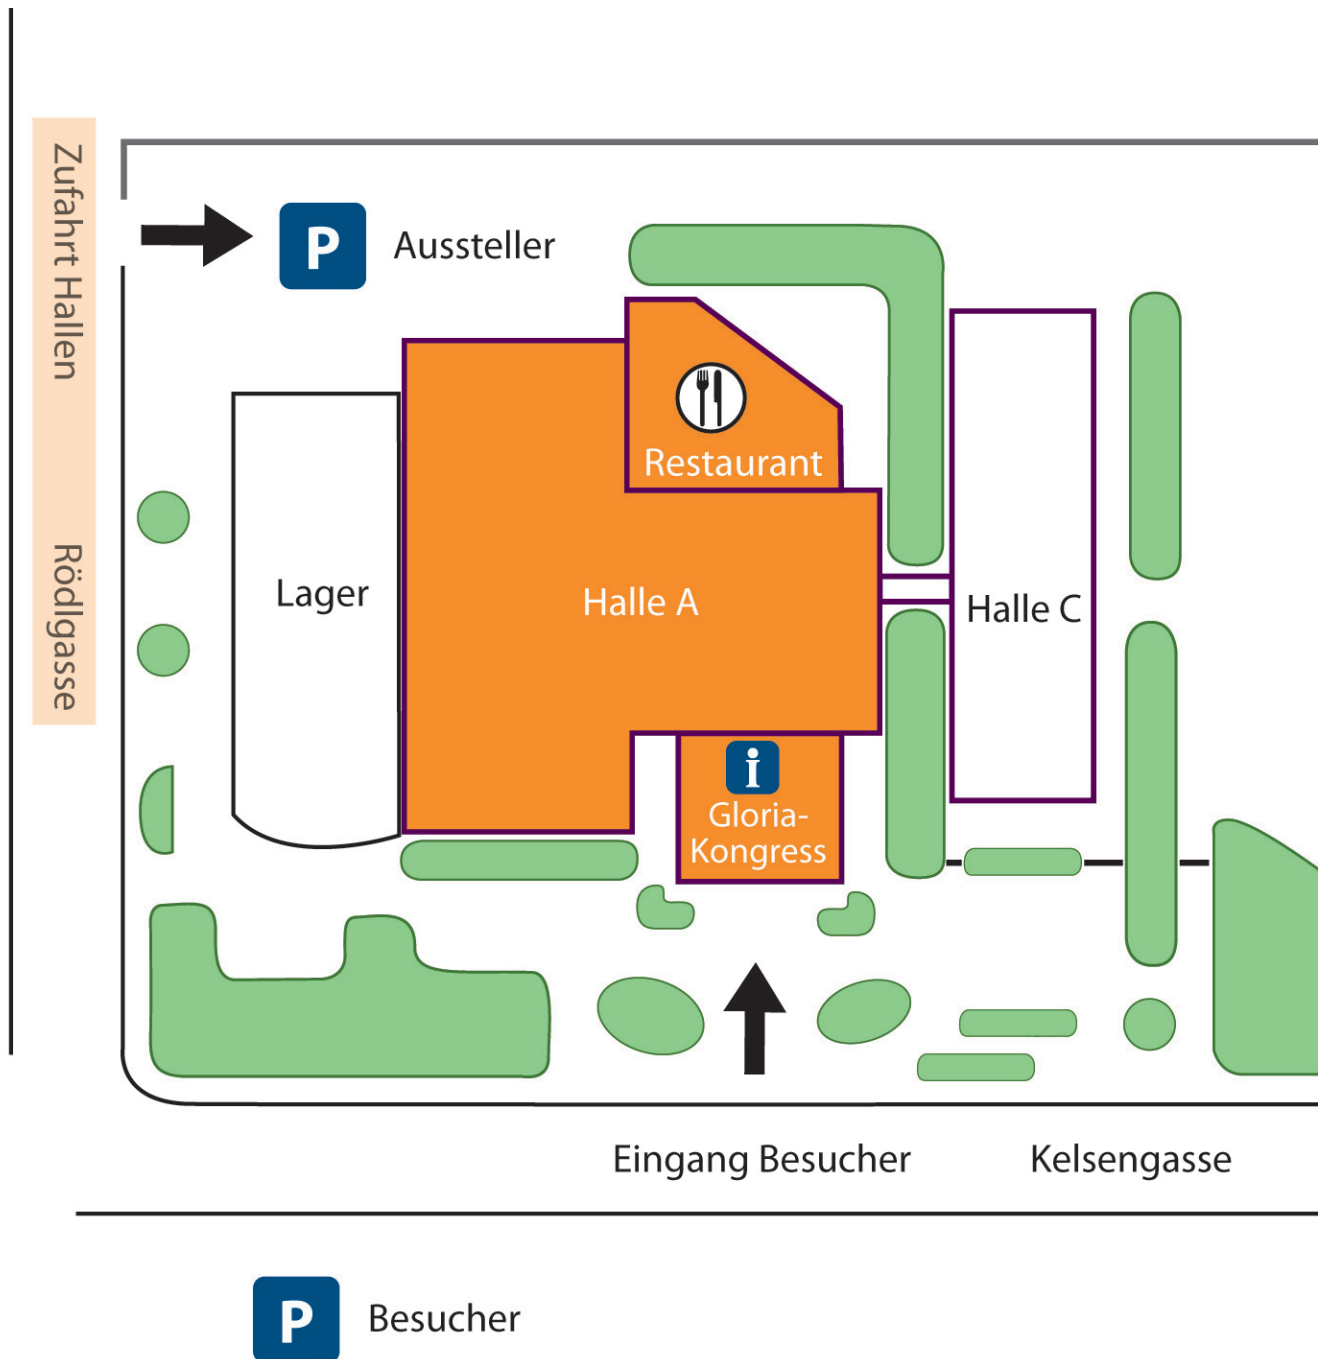 Zufahrt Hallen
Rödlgasse
P
Aussteller
Restaurant
Lager
Halle A
Halle C
i
Gloria-
Kongress
Eingang Besucher
Kelsengasse
P
Besucher